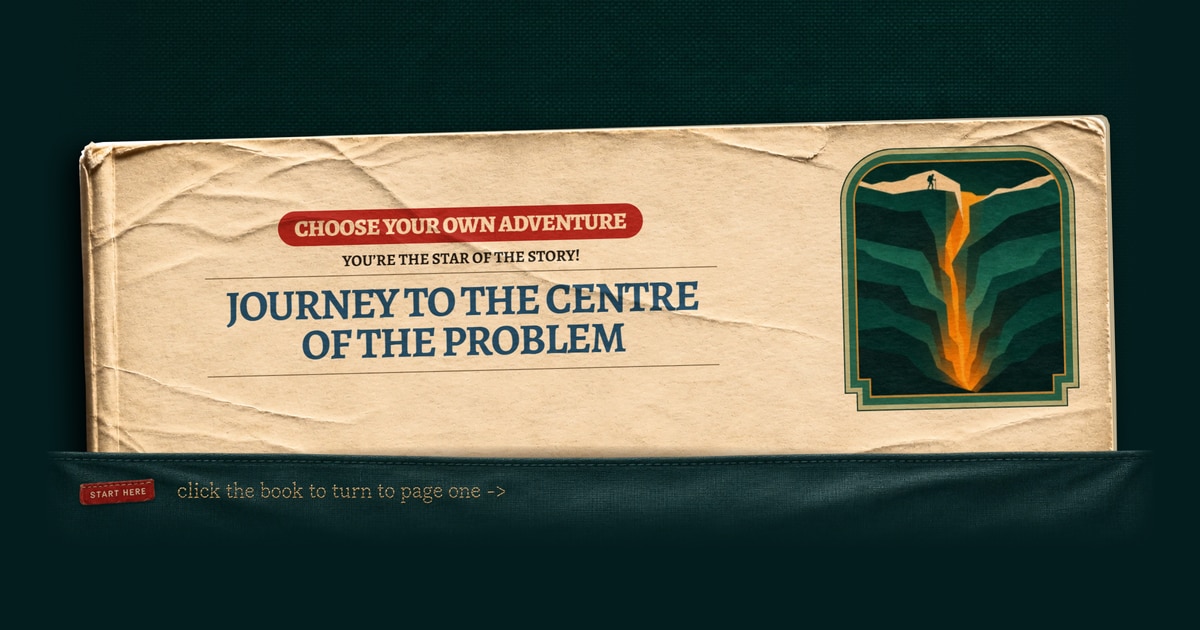 CHOOSE YOUR OWN ADVENTURE
YOU'RE THE STAR OF THE STORY!
JOURNEY TO THE CENTRE
OF THE PROBLEM
START HERE
click the book to turn to page one ->